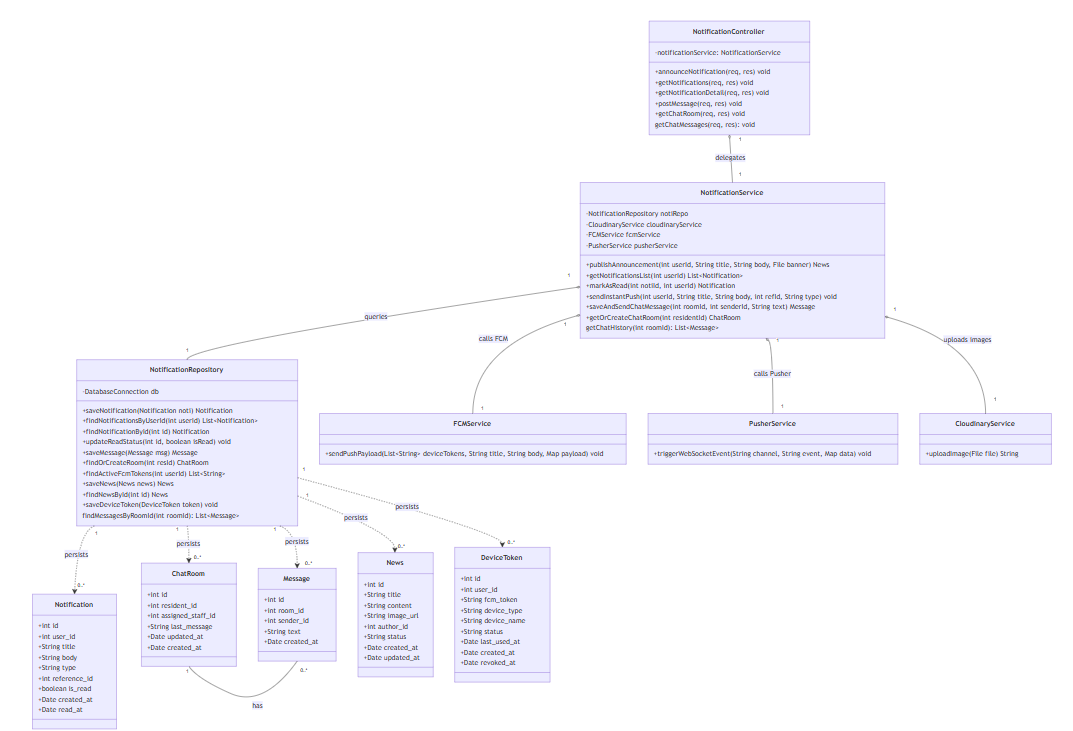 NotificationController
-notificationService: NotificationService
+announceNotification(req, res) void
+getNotifications(req, res) void
+getNotificationDetail(req, res) void
+postMessage(req, res) void
+getChatRoom(req, res) void
getChatMessages(req, res): void
1
delegates
1
NotificationService
-NotificationRepository notiRepo
-CloudinaryService cloudinaryService
-FCMService fcmService
-PusherService pusherService
+publishAnnouncement(int userId, String title, String body, File banner) News
+getNotificationsList(int userId) List<Notification>
+markAsRead(int notiId, int userId) Notification
+sendInstantPush(int userId, String title, String body, int refId, String type) void
+saveAndSendChatMessage(int roomId, int senderId, String text) Message
+getOrCreateChatRoom(int residentId) ChatRoom
getChatHistory(int roomId): List<Message>
1
queries
1
1
calls FCM
1
1
calls Pusher
1
1
uploads images
1
NotificationRepository
-DatabaseConnection db
+saveNotification(Notification noti) Notification
+findNotificationsByUserId(int userId) List<Notification>
+findNotificationById(int id) Notification
+updateReadStatus(int id, boolean isRead) void
+saveMessage(Message msg) Message
+findOrCreateRoom(int resId) ChatRoom
+findActiveFcmTokens(int userId) List<String>
+saveNews(News news) News
+findNewsById(int id) News
+saveDeviceToken(DeviceToken token) void
findMessagesByRoomId(int roomId): List<Message>
FCMService
+sendPushPayload(List<String> deviceTokens, String title, String body, Map payload) void
PusherService
+triggerWebSocketEvent(String channel, String event, Map data) void
CloudinaryService
+uploadImage(File file) String
1
persists
0..*
1
persists
0..*
1
persists
0..*
1
persists
0..*
1
persists
0..*
Notification
+int id
+int user_id
+String title
+String body
+String type
+int reference_id
+boolean is_read
+Date created_at
+Date read_at
ChatRoom
+int id
+int resident_id
+int assigned_staff_id
+String last_message
+Date updated_at
+Date created_at
Message
+int id
+int room_id
+int sender_id
+String text
+Date created_at
News
+int id
+String title
+String content
+String image_url
+int author_id
+String status
+Date created_at
+Date updated_at
DeviceToken
+int id
+int user_id
+String fcm_token
+String device_type
+String device_name
+String status
+Date last_used_at
+Date created_at
+Date revoked_at
1
has
0..*